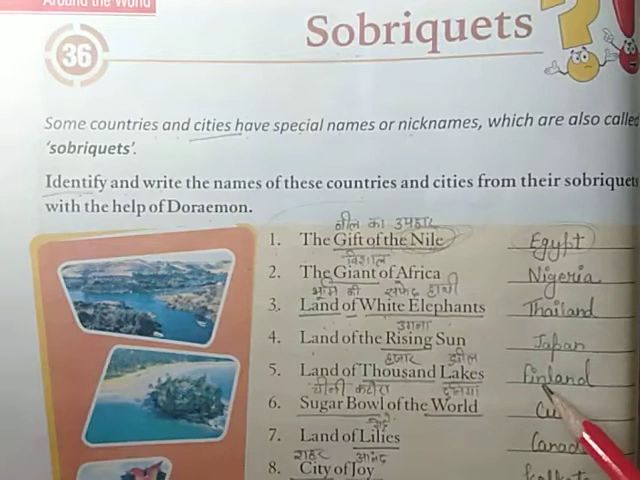 Around the World
36
Sobriquets
Some countries and cities have special names or nicknames, which are also called
'sobriquets'.
Identify and write the names of these countries and cities from their sobriquets
with the help of Doraemon.
नील का उपहार
1. The Gift of the Nile Egypt
विशाल
2. The Giant of Africa Nigeria
भूमि की सफेद हाथी
3. Land of White Elephants Thailand
उगना
4. Land of the Rising Sun Japan
हजार झील
5. Land of Thousand Lakes Finland
चीनी कटोरा दुनिया
6. Sugar Bowl of the World Cu
7. Land of Lilies Canad
शहर आनंद
8. City of Joy Kolkata